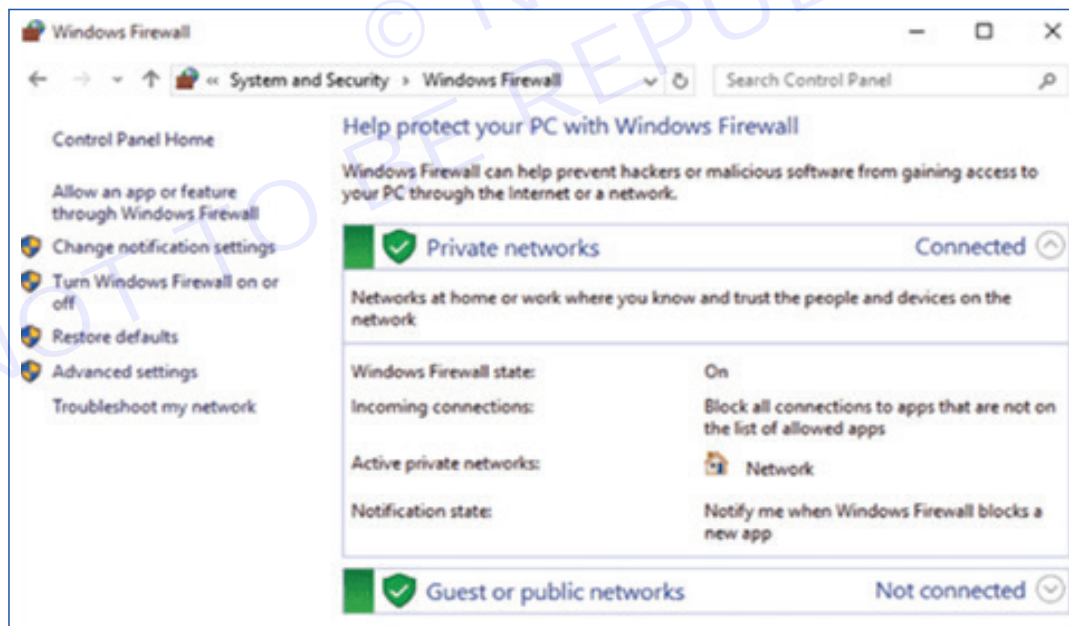 © N
NOT TO BE REPU
Windows Firewall
« System and Security › Windows Firewall
Search Control Panel
Control Panel Home
Allow an app or feature
through Windows Firewall
Change notification settings
Turn Windows Firewall on or
off
Restore defaults
Advanced settings
Troubleshoot my network
Help protect your PC with Windows Firewall
Windows Firewall can help prevent hackers or malicious software from gaining access to
your PC through the Internet or a network.
Private networks Connected
Networks at home or work where you know and trust the people and devices on the
network
Windows Firewall state: On
Incoming connections: Block all connections to apps that are not on
the list of allowed apps
Active private networks: Network
Notification state: Notify me when Windows Firewall blocks a
new app
Guest or public networks Not connected